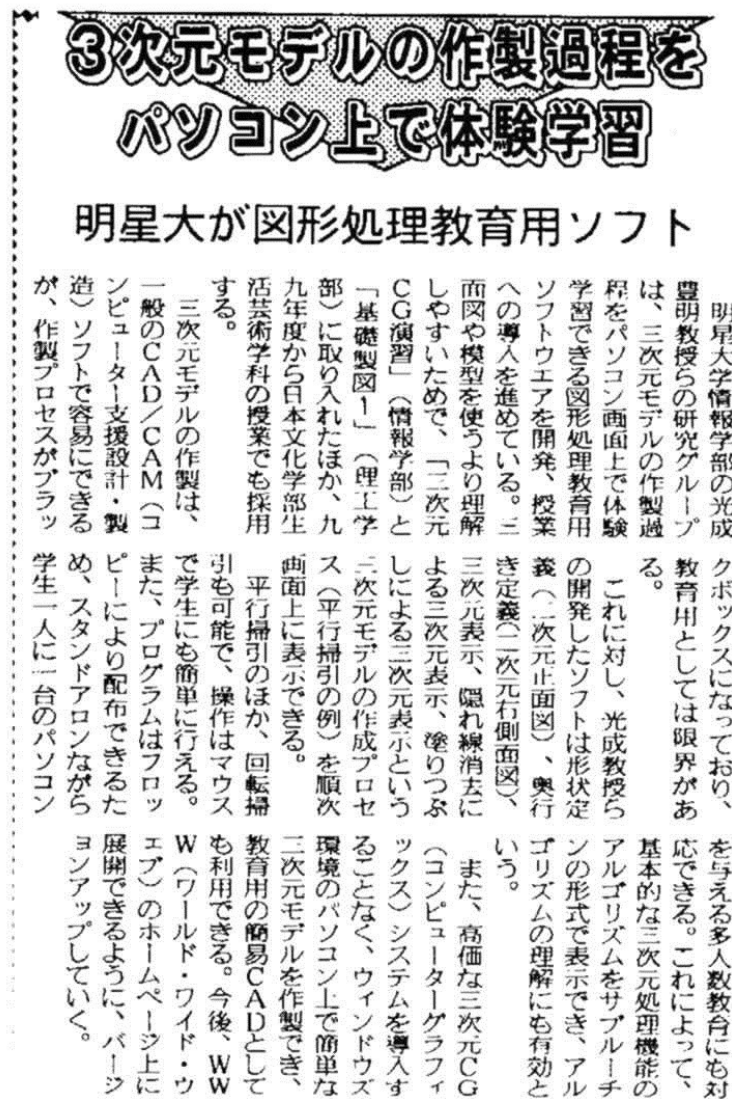 3次元モデルの作製過程を
パソコン上で体験学習
明星大が図形処理教育用ソフト
明星大学情報学部の光成
豊明教授らの研究グループ
は、三次元モデルの作製過
程をパソコン画面上で体験
学習できる図形処理教育用
ソフトウエアを開発、授業
への導入を進めている。三
面図や模型を使うより理解
しやすいためで、「三次元
CG演習」（情報学部）と
「基礎製図1」（理工学
部）に取り入れたほか、九
九年度から日本文化学部生
活芸術学科の授業でも採用
する。
三次元モデルの作製は、
一般のCAD/CAM（コ
ンピューター支援設計・製
造）ソフトで容易にできる
が、作製プロセスがブラッ
クボックスになっており、
教育用としては限界があ
る。
これに対し、光成教授ら
の開発したソフトは形状定
義（二次元正面図）、奥行
き定義（二次元右側面図）、
三次元表示、隠れ線消去に
よる三次元表示、塗りつぶ
しによる三次元表示という
三次元モデルの作成プロセ
ス（平行掃引の例）を順次
画面上に表示できる。
平行掃引のほか、回転掃
引も可能で、操作はマウス
で学生にも簡単に行える。
また、プログラムはフロッ
ピーにより配布できるた
め、スタンドアロンながら
学生一人に一台のパソコン
を与える多人数教育にも対
応できる。これによって、
基本的な三次元処理機能の
アルゴリズムをサブルーチ
ンの形式で表示でき、アル
ゴリズムの理解にも有効と
いう。
また、高価な三次元CG
（コンピューターグラフィ
ックス）システムを導入す
ることなく、ウィンドウズ
環境のパソコン上で簡単な
三次元モデルを作製でき、
教育用の簡易CADとして
も利用できる。今後、WW
W（ワールド・ワイド・ウ
ェブ）のホームページ上に
展開できるように、バージ
ョンアップしていく。